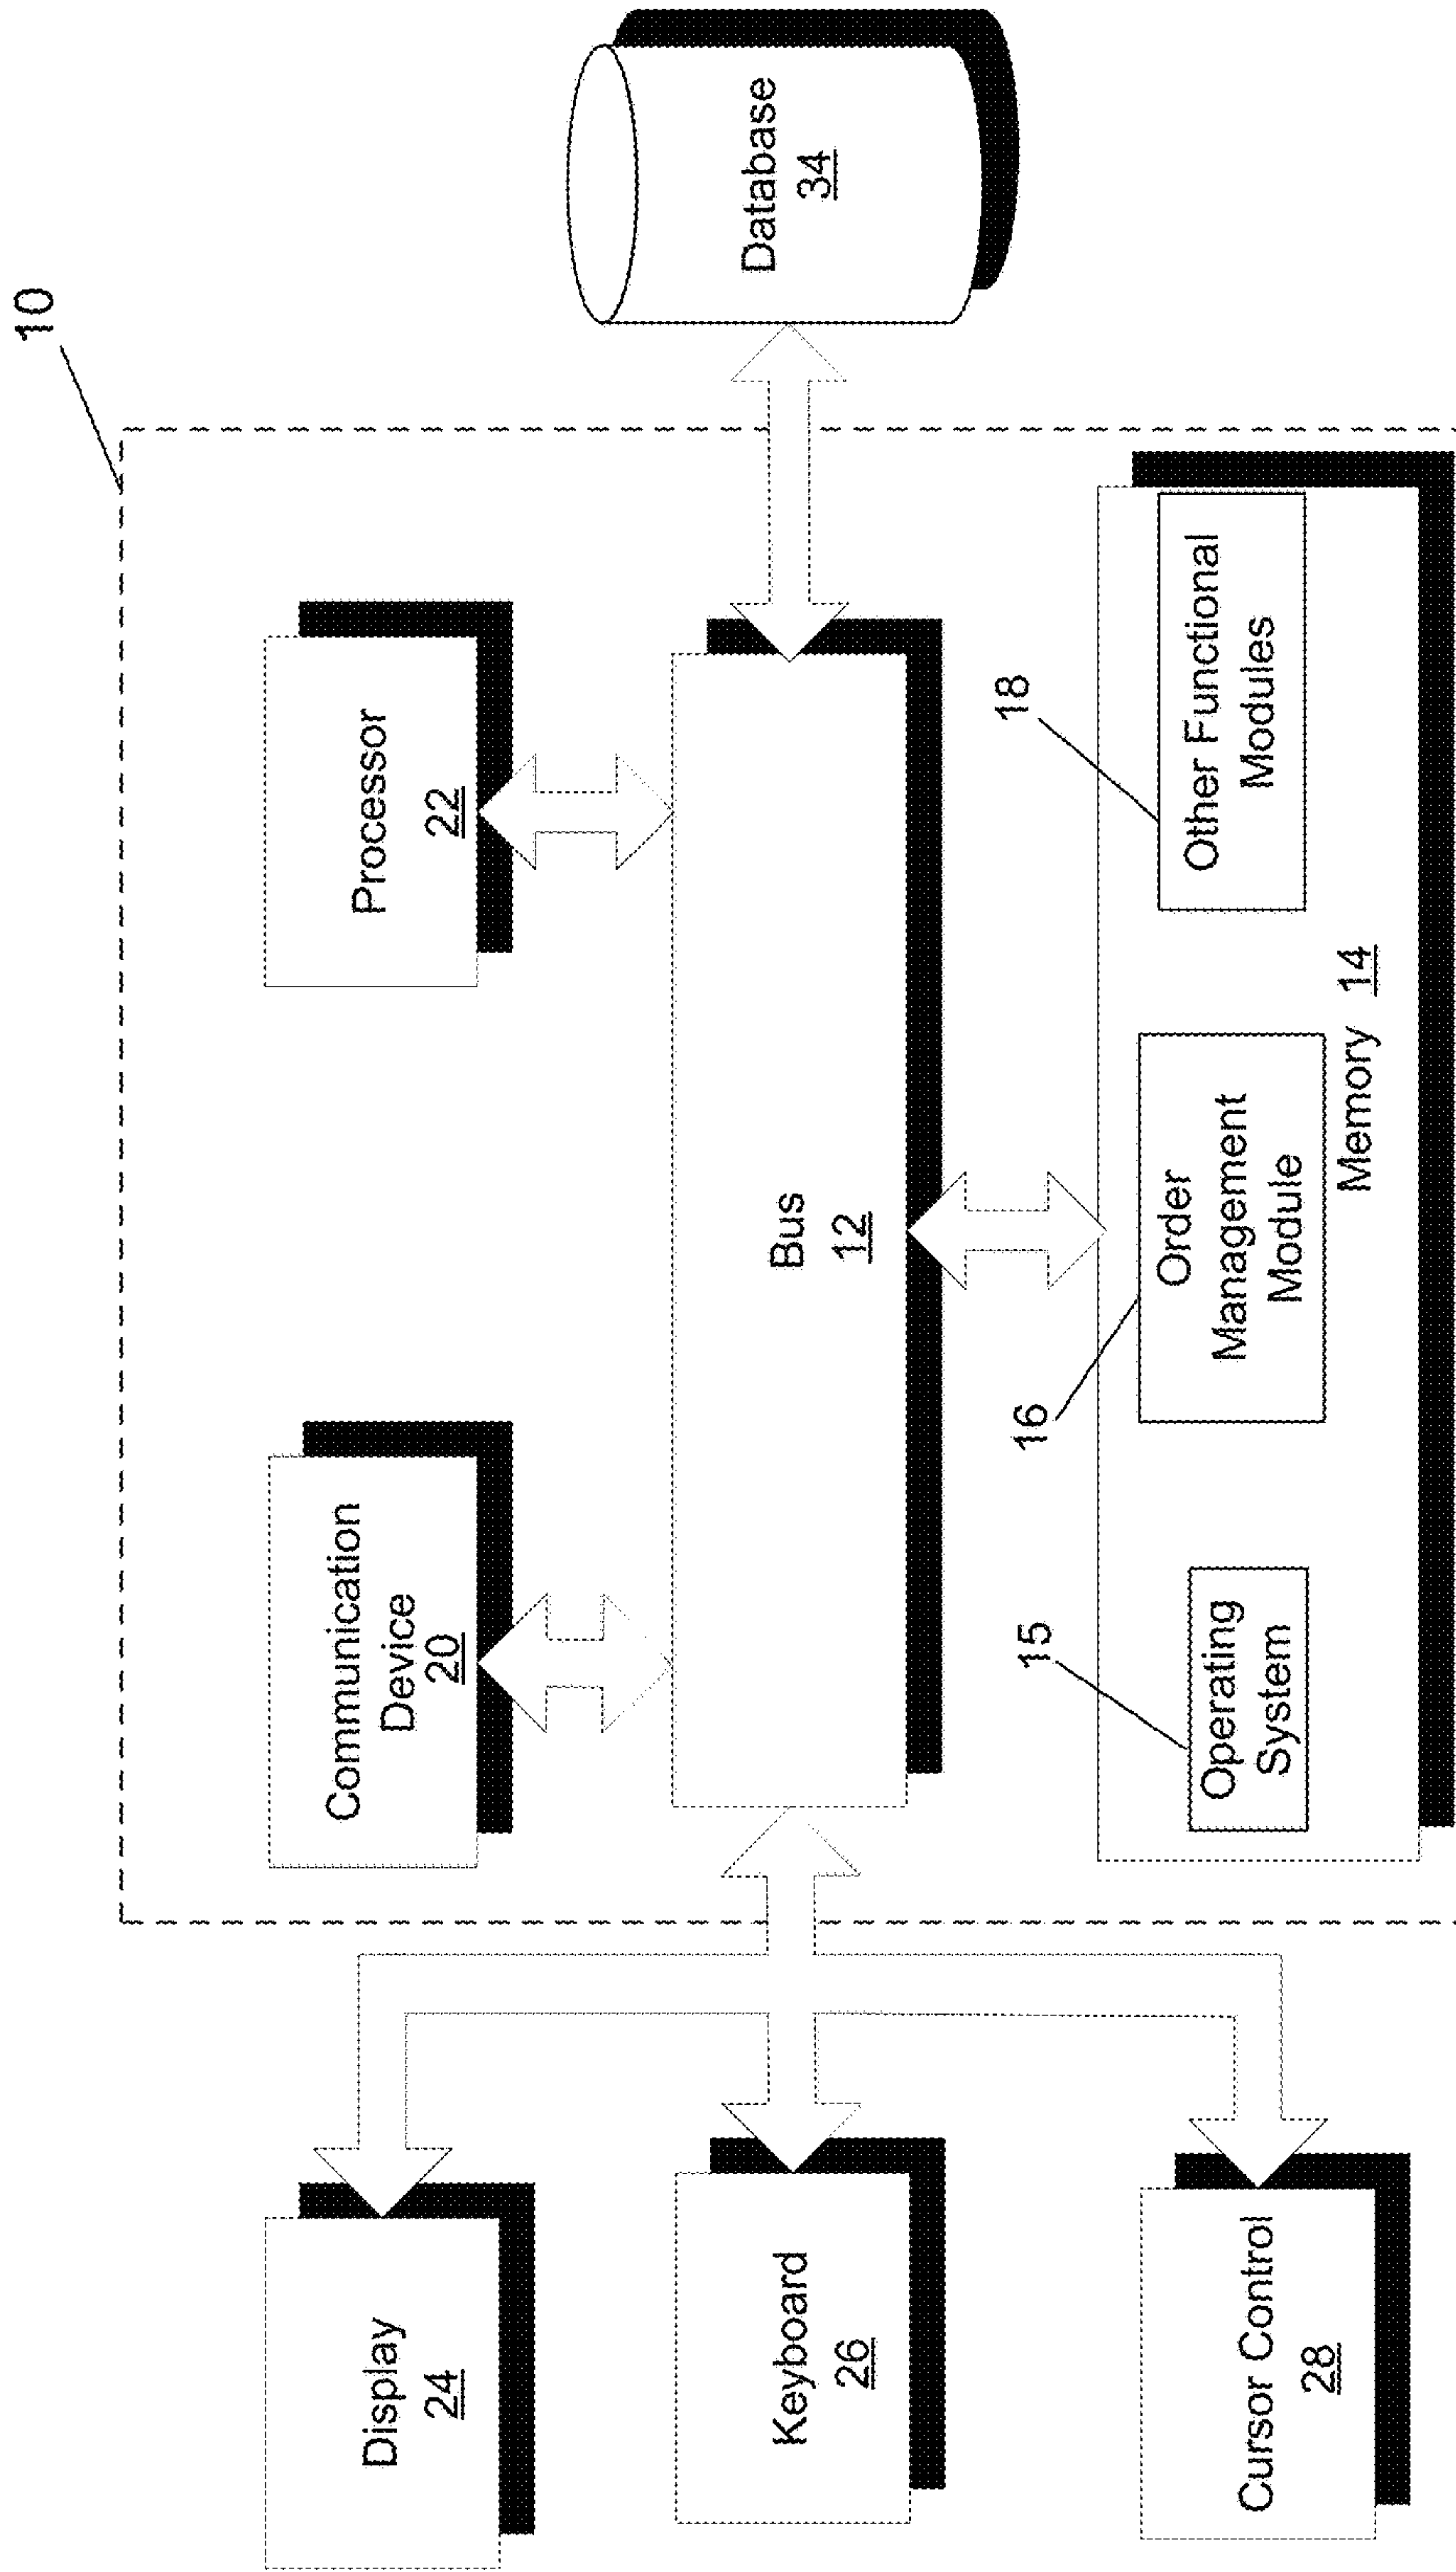 10
Display
24
Communication
Device
20
Processor
22
Keyboard
26
Bus
12
Database
34
Cursor Control
28
15
16
18
Operating
System
Order
Management
Module
Other Functional
Modules
Memory 14